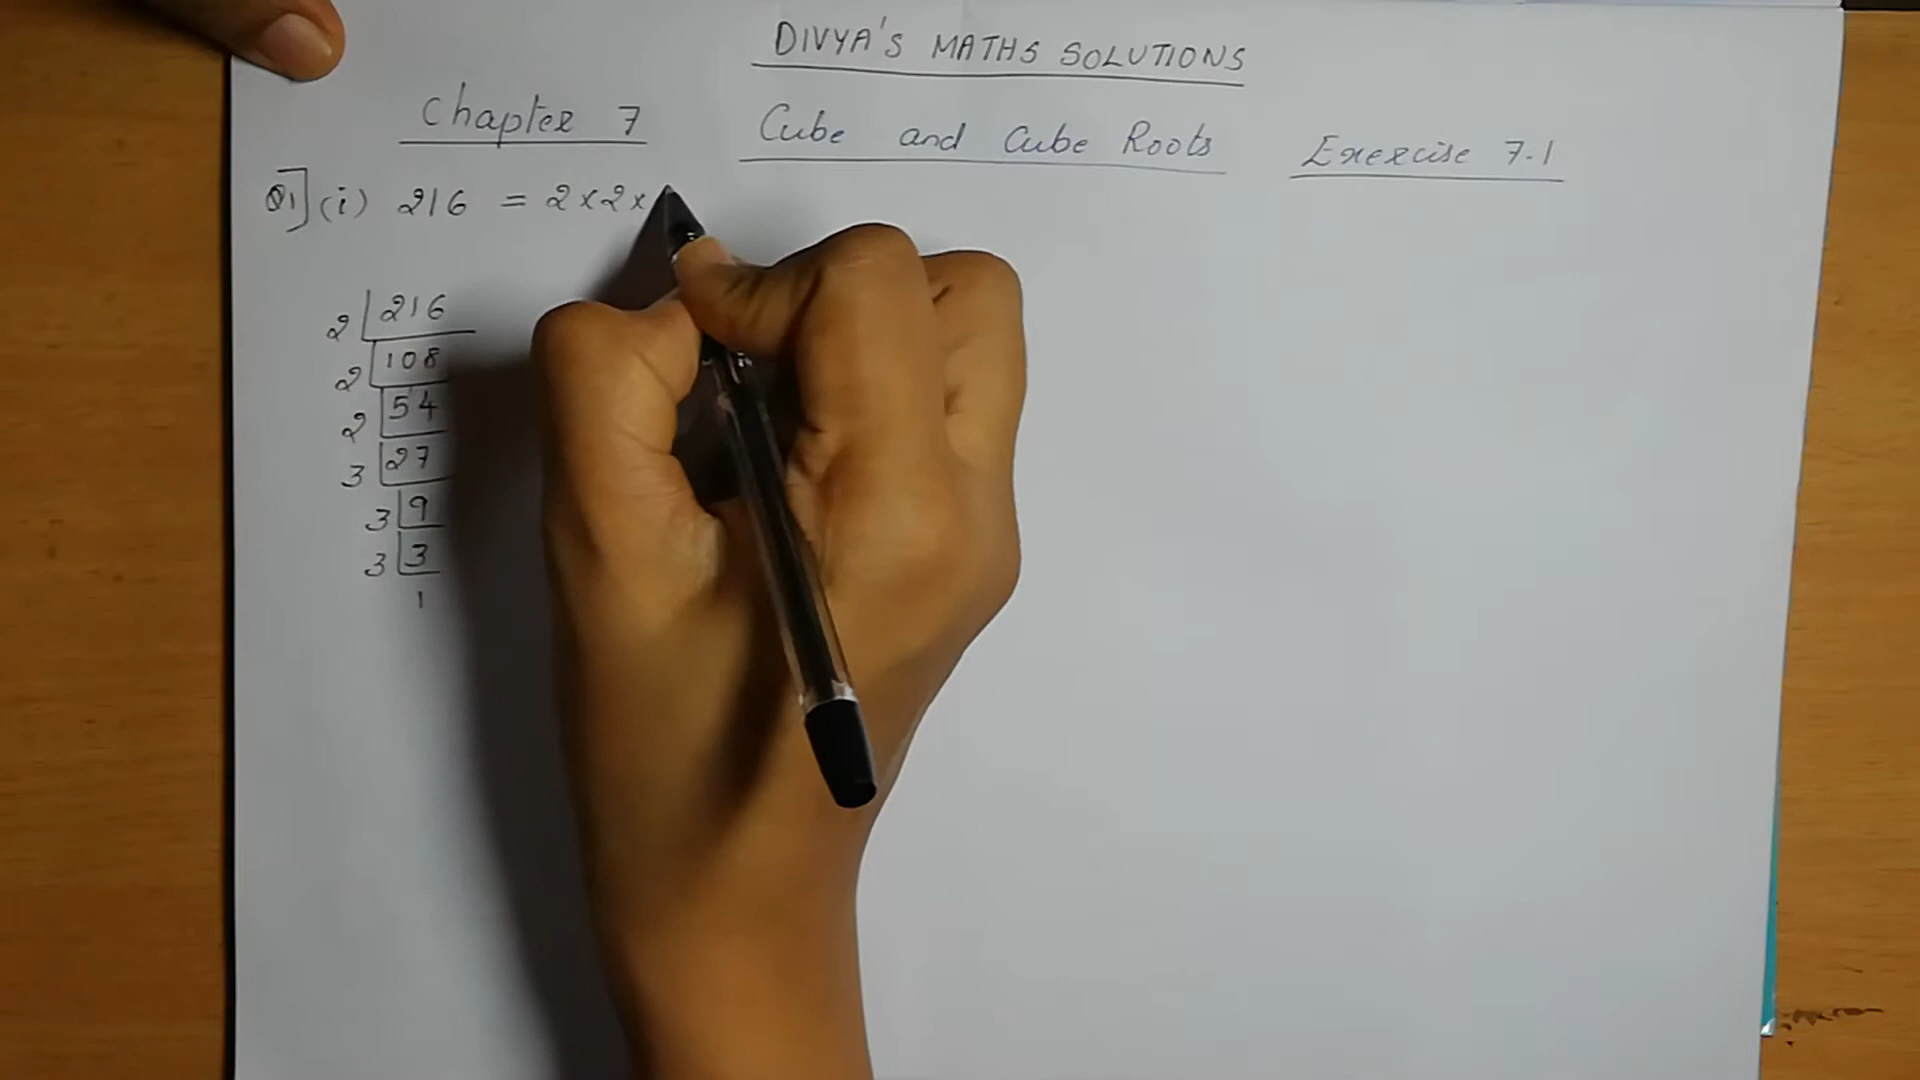 DIVYA'S MATHS SOLUTIONS
Chapter 7 Cube and Cube Roots Exercise 7.1
Q1] (i) 216 = 2 × 2 ×
2 | 216
2 | 108
2 | 54
3 | 27
3 | 9
3 | 3
1